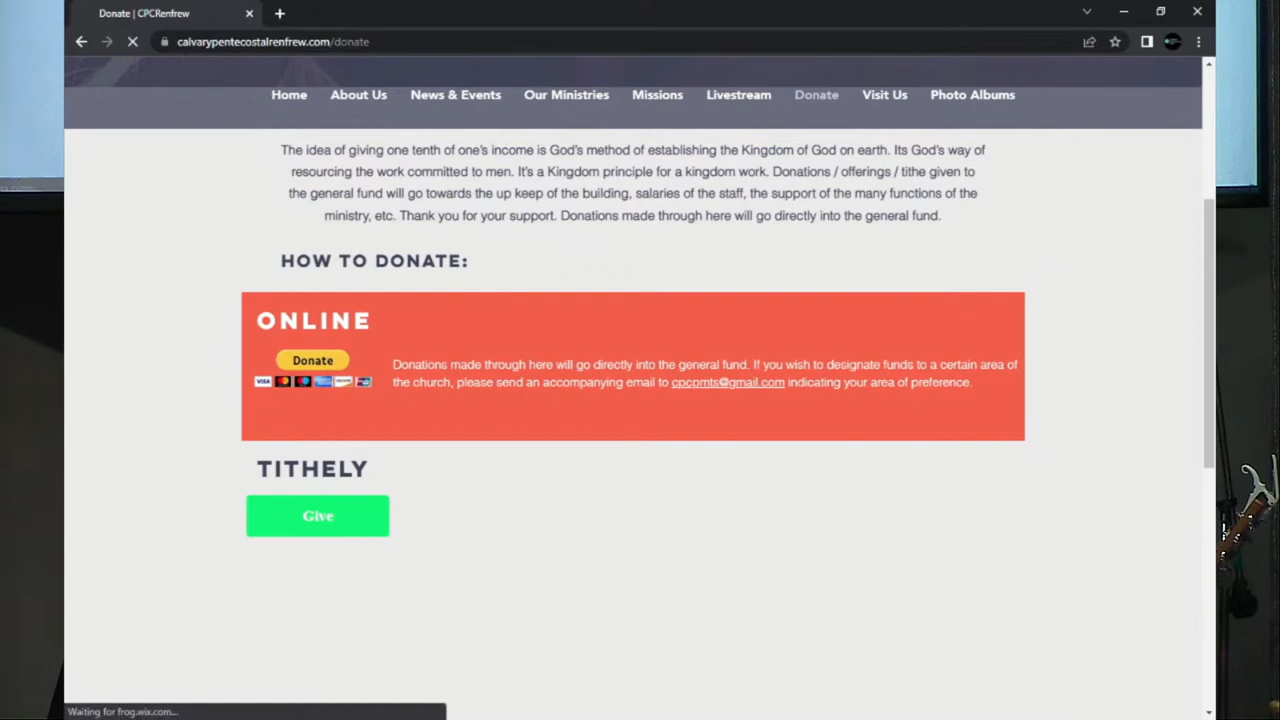 Donate | CPCRenfrew
calvarypentecostalrenfrew.com/donate
Home About Us News & Events Our Ministries Missions Livestream Donate Visit Us Photo Albums
The idea of giving one tenth of one's income is God's method of establishing the Kingdom of God on earth. Its God's way of
resourcing the work committed to men. It's a Kingdom principle for a kingdom work. Donations / offerings / tithe given to
the general fund will go towards the up keep of the building, salaries of the staff, the support of the many functions of the
ministry, etc. Thank you for your support. Donations made through here will go directly into the general fund.
HOW TO DONATE:
ONLINE
Donate
VISA
Donations made through here will go directly into the general fund. If you wish to designate funds to a certain area of
the church, please send an accompanying email to cpcpmts@gmail.com indicating your area of preference.
TITHELY
Give
Waiting for frog.wix.com...